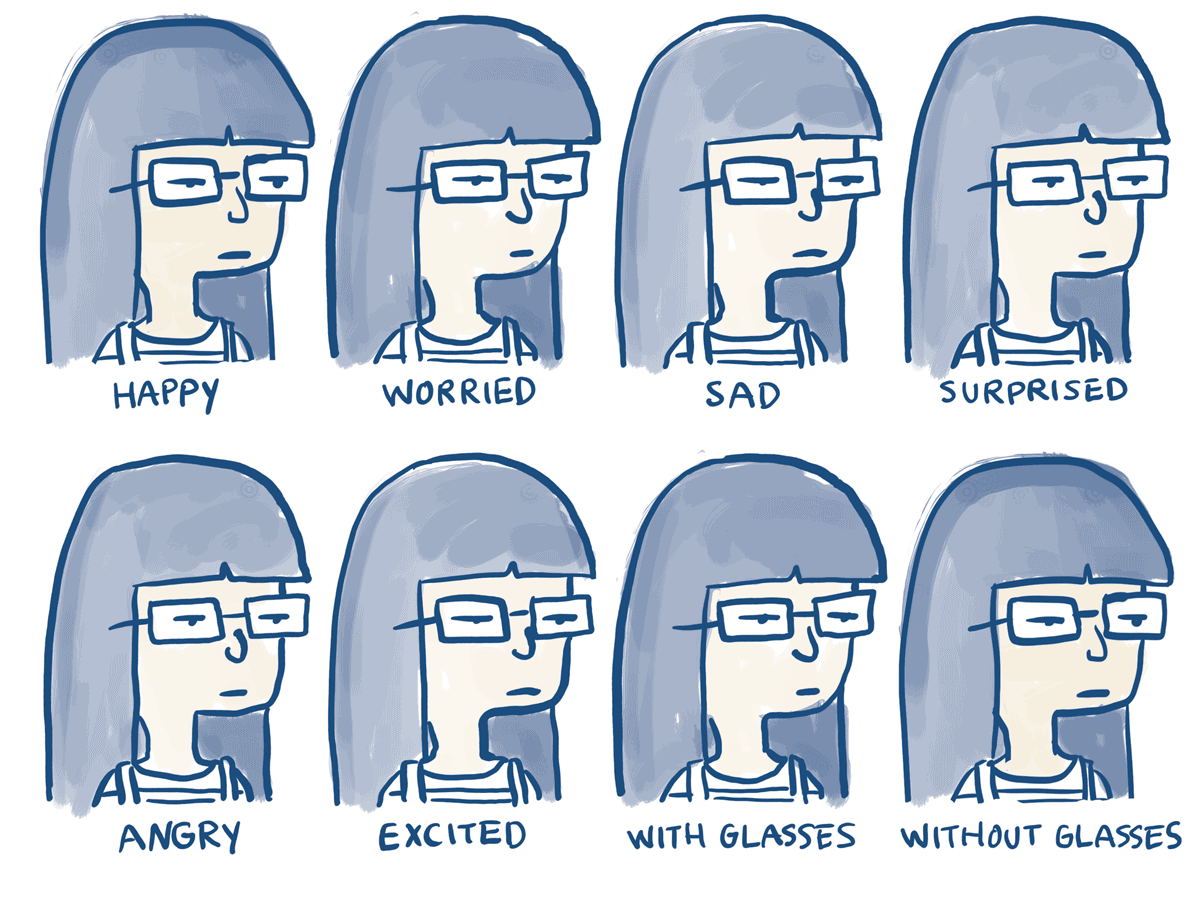 HAPPY WORRIED SAD SURPRISED
ANGRY EXCITED WITH GLASSES WITHOUT GLASSES